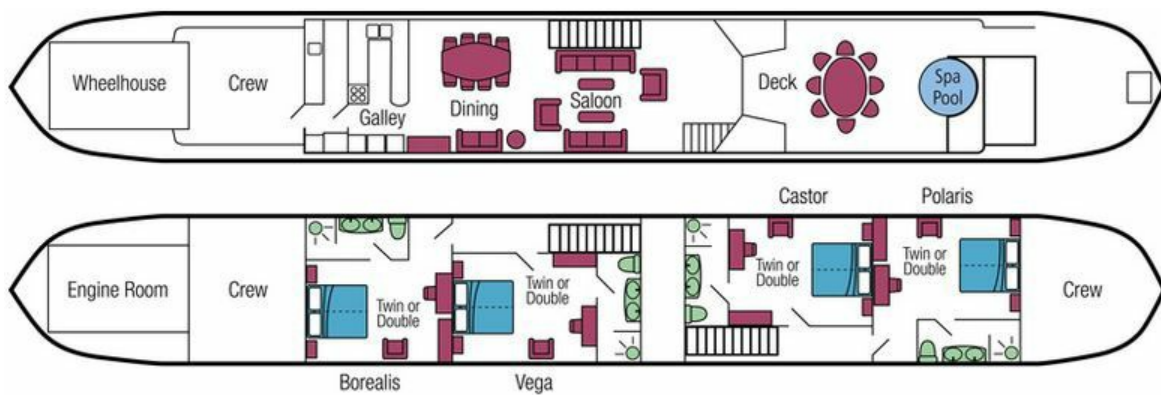 Wheelhouse
Crew
Galley
Dining
Saloon
Deck
Spa
Pool
Castor
Polaris
Engine Room
Crew
Twin or
Double
Twin or
Double
Twin or
Double
Twin or
Double
Crew
Borealis
Vega